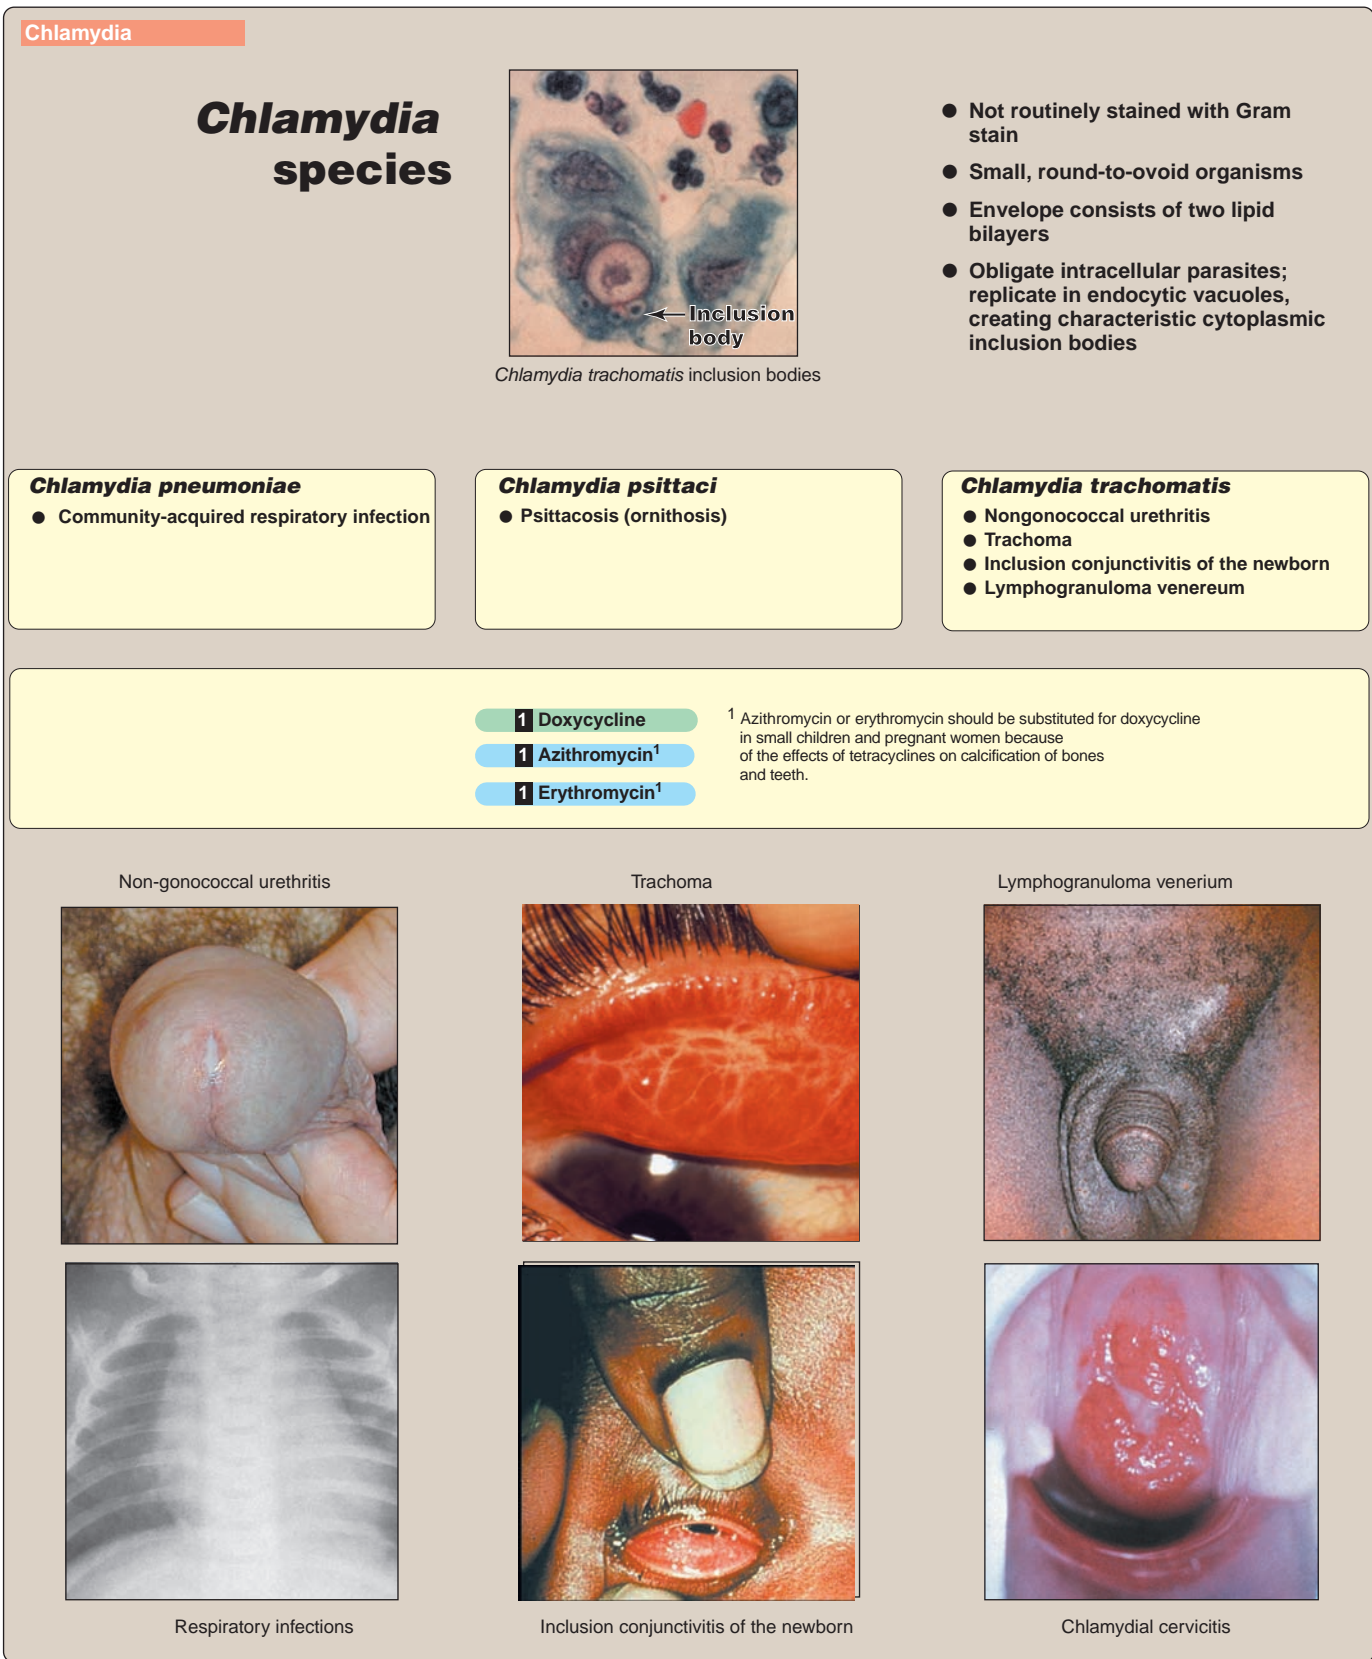 Chlamydia
Chlamydia
species
Inclusion
body
Chlamydia trachomatis inclusion bodies
● Not routinely stained with Gram
stain
● Small, round-to-ovoid organisms
● Envelope consists of two lipid
bilayers
● Obligate intracellular parasites;
replicate in endocytic vacuoles,
creating characteristic cytoplasmic
inclusion bodies
Chlamydia pneumoniae
● Community-acquired respiratory infection
Chlamydia psittaci
● Psittacosis (ornithosis)
Chlamydia trachomatis
● Nongonococcal urethritis
● Trachoma
● Inclusion conjunctivitis of the newborn
● Lymphogranuloma venereum
1 Doxycycline
1 Azithromycin1
1 Erythromycin1
1 Azithromycin or erythromycin should be substituted for doxycycline
in small children and pregnant women because
of the effects of tetracyclines on calcification of bones
and teeth.
Non-gonococcal urethritis
Trachoma
Lymphogranuloma venerium
Respiratory infections
Inclusion conjunctivitis of the newborn
Chlamydial cervicitis